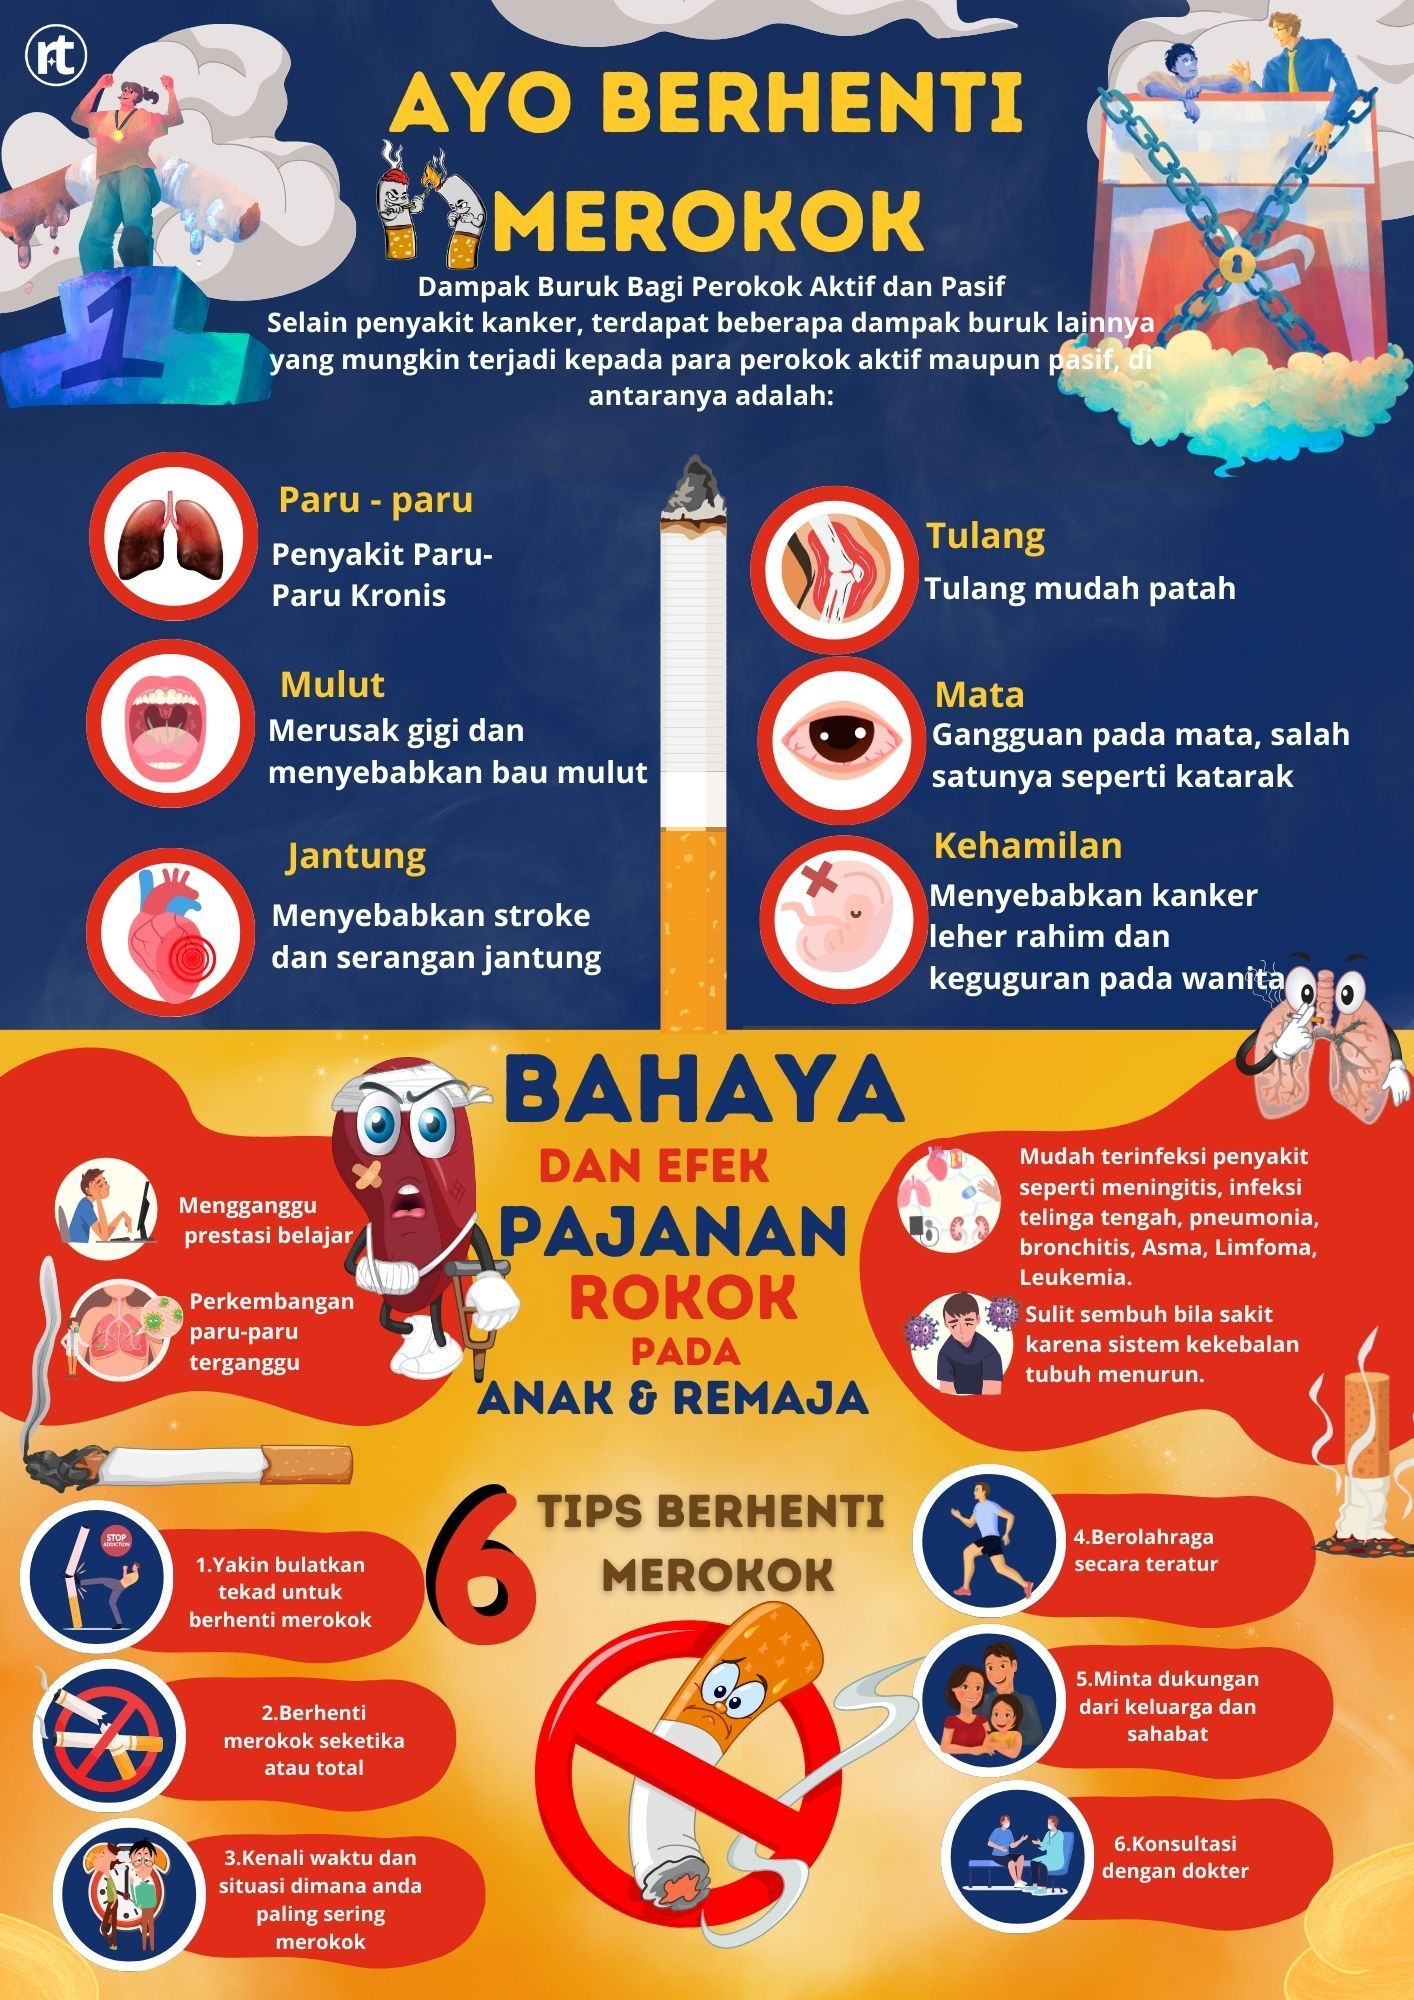 rt
AYO BERHENTI
MEROKOK
Dampak Buruk Bagi Perokok Aktif dan Pasif
Selain penyakit kanker, terdapat beberapa dampak buruk lainnya
yang mungkin terjadi kepada para perokok aktif maupun pasif, di
antaranya adalah:
1
Paru - paru
Penyakit Paru-
Paru Kronis
Mulut
Merusak gigi dan
menyebabkan bau mulut
Jantung
Menyebabkan stroke
dan serangan jantung
Tulang
Tulang mudah patah
Mata
Gangguan pada mata, salah
satunya seperti katarak
Kehamilan
Menyebabkan kanker
leher rahim dan
keguguran pada wanita
BAHAYA
DAN EFEK
PAJANAN
ROKOK
PADA
ANAK & REMAJA
Mengganggu
prestasi belajar
Perkembangan
paru-paru
terganggu
Mudah terinfeksi penyakit
seperti meningitis, infeksi
telinga tengah, pneumonia,
bronchitis, Asma, Limfoma,
Leukemia.
Sulit sembuh bila sakit
karena sistem kekebalan
tubuh menurun.
6 TIPS BERHENTI
MEROKOK
STOP
ADDICTION
1.Yakin bulatkan
tekad untuk
berhenti merokok
2.Berhenti
merokok seketika
atau total
3.Kenali waktu dan
situasi dimana anda
paling sering
merokok
4.Berolahraga
secara teratur
5.Minta dukungan
dari keluarga dan
sahabat
6.Konsultasi
dengan dokter